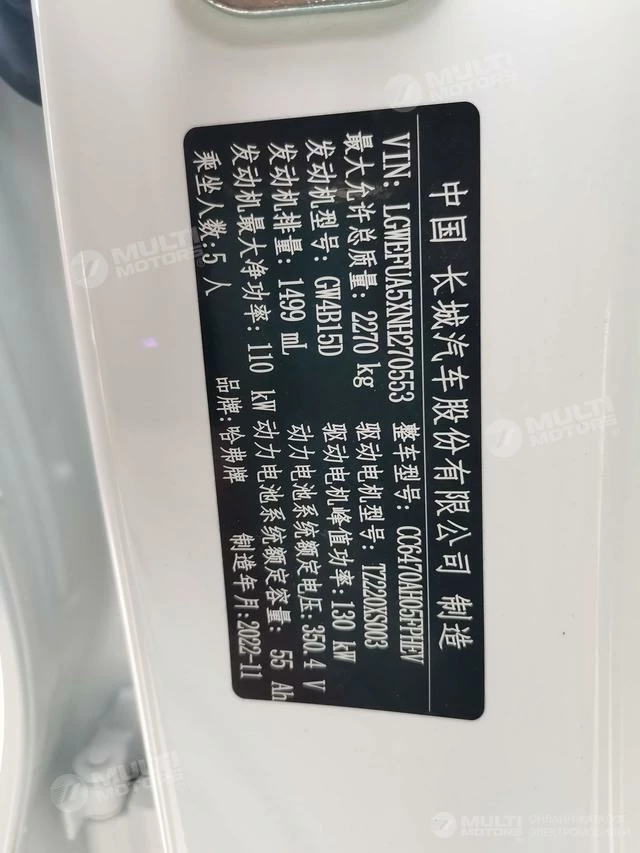 中国 长城汽车股份有限公司 制造
VIN: LGWEFUA5XNH270553 整车型号: CC6470AH05FPHEV
最大允许总质量: 2270 kg 驱动电机型号: TZ220XS003
发动机型号: GW4B15D 驱动电机峰值功率: 130 kW
发动机排量: 1499 mL 动力电池系统额定电压: 350.4 V
发动机最大净功率: 110 kW 动力电池系统额定容量: 55 Ah
乘坐人数: 5 人 品牌: 哈弗牌 制造年月: 2022-11
MULTI MOTORS
MULTI MOTORS
MULTI MOTORS
MULTI MOTORS
MULTI MOTORS ОНЛАЙН-КАТАЛОГ ЭЛЕКТРОМОБИЛЕЙ